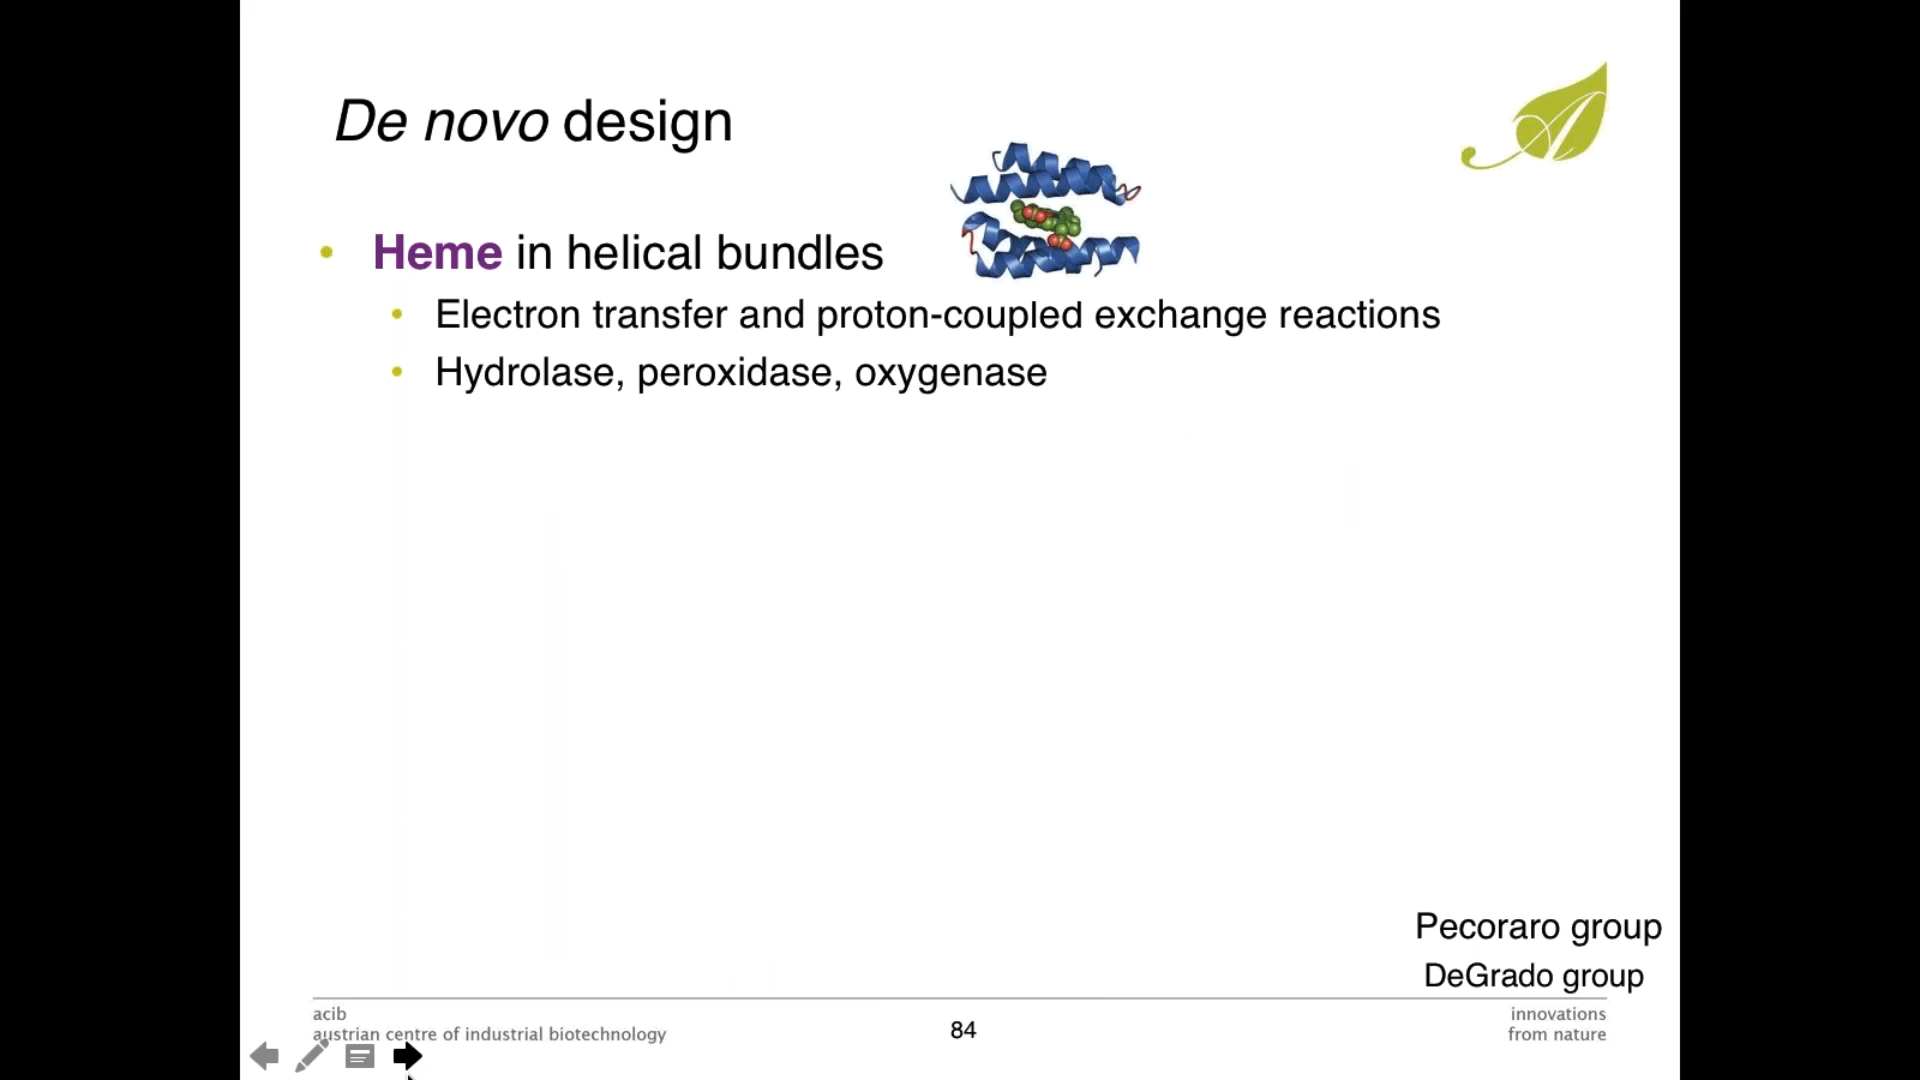 De novo design
Heme in helical bundles
Electron transfer and proton-coupled exchange reactions
Hydrolase, peroxidase, oxygenase
Pecoraro group
DeGrado group
acib
austrian centre of industrial biotechnology
84
innovations
from nature